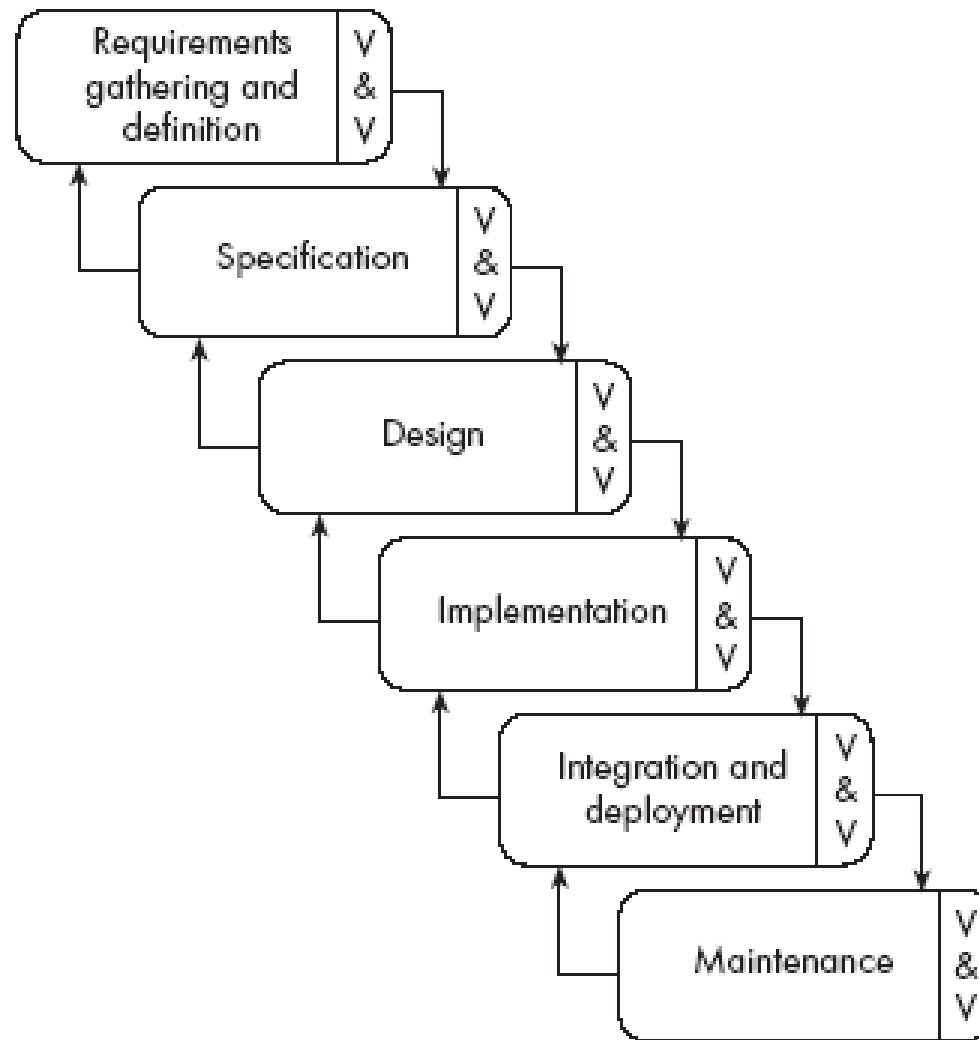 Requirements
gathering and
definition
V
&
V
Specification
V
&
V
Design
V
&
V
Implementation
V
&
V
Integration and
deployment
V
&
V
Maintenance
V
&
V